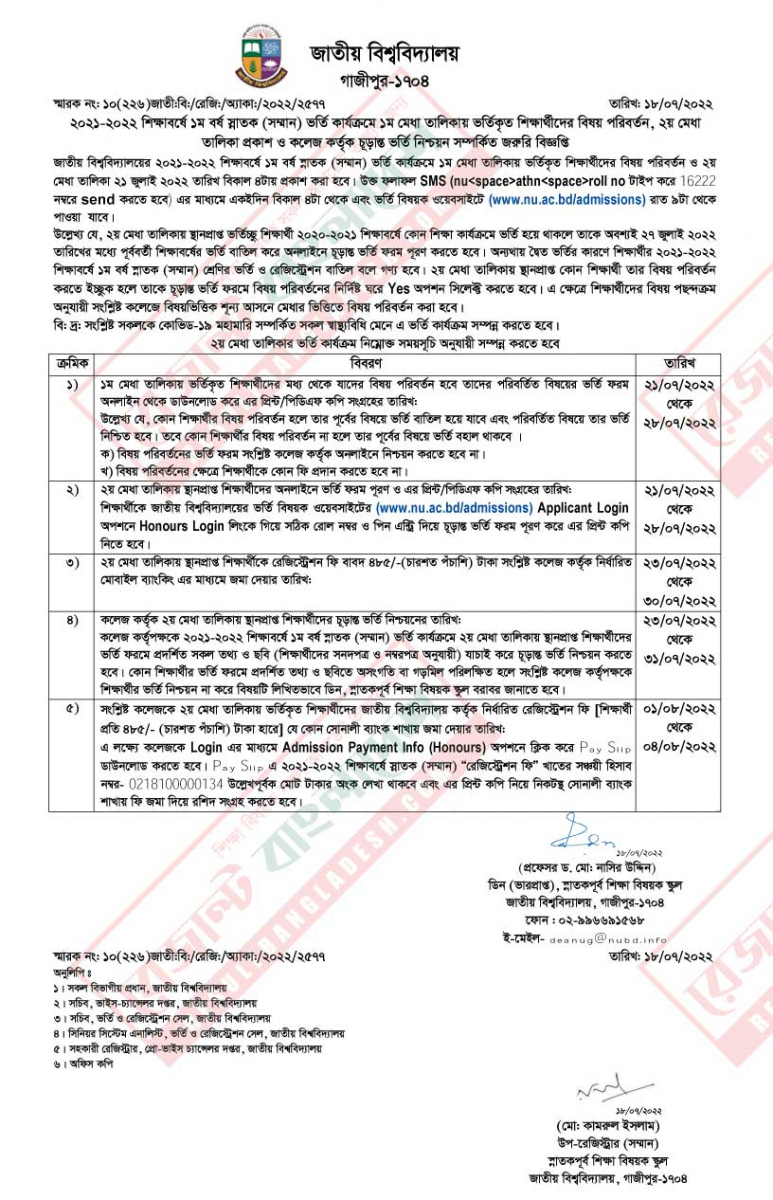 জাতীয় বিশ্ববিদ্যালয়
গাজীপুর-১৭০৪
স্মারক নং: ১০(২২৬)জাতী:বি:/রেজি:/অ্যাকা:/২০২২/২৫৭৭ তারিখ: ১৮/০৭/২০২২
২০২১-২০২২ শিক্ষাবর্ষে ১ম বর্ষ স্নাতক (সম্মান) ভর্তি কার্যক্রমে ১ম মেধা তালিকায় ভর্তিকৃত শিক্ষার্থীদের বিষয় পরিবর্তন, ২য় মেধা
তালিকা প্রকাশ ও কলেজ কর্তৃক চূড়ান্ত ভর্তি নিশ্চয়ন সম্পর্কিত জরুরি বিজ্ঞপ্তি
জাতীয় বিশ্ববিদ্যালয়ের ২০২১-২০২২ শিক্ষাবর্ষে ১ম বর্ষ স্নাতক (সম্মান) ভর্তি কার্যক্রমে ১ম মেধা তালিকায় ভর্তিকৃত শিক্ষার্থীদের বিষয় পরিবর্তন ও ২য়
মেধা তালিকা ২১ জুলাই ২০২২ তারিখ বিকাল ৪টায় প্রকাশ করা হবে। উক্ত ফলাফল SMS (nu<space>athn<space>roll no টাইপ করে 16222
নম্বরে send করতে হবে) এর মাধ্যমে একইদিন বিকাল ৪টা থেকে এবং ভর্তি বিষয়ক ওয়েবসাইটে (www.nu.ac.bd/admissions) রাত ৯টা থেকে
পাওয়া যাবে।
উল্লেখ্য যে, ২য় মেধা তালিকায় স্থানপ্রাপ্ত ভর্তিচ্ছু শিক্ষার্থী ২০২০-২০২১ শিক্ষাবর্ষে কোন শিক্ষা কার্যক্রমে ভর্তি হয়ে থাকলে তাকে অবশ্যই ২৭ জুলাই ২০২২
তারিখের মধ্যে পূর্ববর্তী শিক্ষাবর্ষের ভর্তি বাতিল করে অনলাইনে চূড়ান্ত ভর্তি ফরম পূরণ করতে হবে। অন্যথায় দ্বৈত ভর্তির কারণে শিক্ষার্থীর ২০২১-২০২২
শিক্ষাবর্ষে ১ম বর্ষ স্নাতক (সম্মান) শ্রেণির ভর্তি ও রেজিস্ট্রেশন বাতিল বলে গণ্য হবে। ২য় মেধা তালিকায় স্থানপ্রাপ্ত কোন শিক্ষার্থী তার বিষয় পরিবর্তন
করতে ইচ্ছুক হলে তাকে চূড়ান্ত ভর্তি ফরমে বিষয় পরিবর্তনের নির্দিষ্ট ঘরে Yes অপশন সিলেক্ট করতে হবে। এ ক্ষেত্রে শিক্ষার্থীদের বিষয় পছন্দক্রম
অনুযায়ী সংশ্লিষ্ট কলেজে বিষয়ভিত্তিক শূন্য আসনে মেধার ভিত্তিতে বিষয় পরিবর্তন করা হবে।
বি: দ্র: সংশ্লিষ্ট সকলকে কোভিড-১৯ মহামারি সম্পর্কিত সকল স্বাস্থ্যবিধি মেনে এ ভর্তি কার্যক্রম সম্পন্ন করতে হবে।
২য় মেধা তালিকার ভর্তি কার্যক্রম নিম্নোক্ত সময়সূচি অনুযায়ী সম্পন্ন করতে হবে
ক্রমিক বিবরণ তারিখ
১) ১ম মেধা তালিকায় ভর্তিকৃত শিক্ষার্থীদের মধ্য থেকে যাদের বিষয় পরিবর্তন হবে তাদের পরিবর্তিত বিষয়ের ভর্তি ফরম ২১/০৭/২০২২
অনলাইন থেকে ডাউনলোড করে এর প্রিন্ট/পিডিএফ কপি সংগ্রহের তারিখ: থেকে
উল্লেখ্য যে, কোন শিক্ষার্থীর বিষয় পরিবর্তন হলে তার পূর্বের বিষয়ে ভর্তি বাতিল হয়ে যাবে এবং পরিবর্তিত বিষয়ে তার ভর্তি ২৮/০৭/২০২২
নিশ্চিত হবে। তবে কোন শিক্ষার্থীর বিষয় পরিবর্তন না হলে তার পূর্বের বিষয়ে ভর্তি বহাল থাকবে ।
ক) বিষয় পরিবর্তনের ভর্তি ফরম সংশ্লিষ্ট কলেজ কর্তৃক অনলাইনে নিশ্চয়ন করতে হবে না।
খ) বিষয় পরিবর্তনের ক্ষেত্রে শিক্ষার্থীকে কোন ফি প্রদান করতে হবে না।
২) ২য় মেধা তালিকায় স্থানপ্রাপ্ত শিক্ষার্থীদের অনলাইনে ভর্তি ফরম পূরণ ও এর প্রিন্ট/পিডিএফ কপি সংগ্রহের তারিখ: ২১/০৭/২০২২
শিক্ষার্থীকে জাতীয় বিশ্ববিদ্যালয়ের ভর্তি বিষয়ক ওয়েবসাইটের (www.nu.ac.bd/admissions) Applicant Login থেকে
অপশনে Honours Login লিংকে গিয়ে সঠিক রোল নম্বর ও পিন এন্ট্রি দিয়ে চূড়ান্ত ভর্তি ফরম পূরণ করে এর প্রিন্ট কপি ২৮/০৭/২০২২
নিতে হবে।
৩) ২য় মেধা তালিকায় স্থানপ্রাপ্ত শিক্ষার্থীকে রেজিস্ট্রেশন ফি বাবদ ৪৮৫/-(চারশত পঁচাশি) টাকা সংশ্লিষ্ট কলেজ কর্তৃক নির্ধারিত ২৩/০৭/২০২২
মোবাইল ব্যাংকিং এর মাধ্যমে জমা দেয়ার তারিখ: থেকে
৩০/০৭/২০২২
৪) কলেজ কর্তৃক ২য় মেধা তালিকায় স্থানপ্রাপ্ত শিক্ষার্থীদের চূড়ান্ত ভর্তি নিশ্চয়নের তারিখ: ২৩/০৭/২০২২
কলেজ কর্তৃপক্ষকে ২০২১-২০২২ শিক্ষাবর্ষে ১ম বর্ষ স্নাতক (সম্মান) ভর্তি কার্যক্রমে ২য় মেধা তালিকায় স্থানপ্রাপ্ত শিক্ষার্থীদের থেকে
ভর্তি ফরমে প্রদর্শিত সকল তথ্য ও ছবি (শিক্ষার্থীদের সনদপত্র ও নম্বরপত্র অনুযায়ী) যাচাই করে চূড়ান্ত ভর্তি নিশ্চয়ন করতে ৩১/০৭/২০২২
হবে। কোন শিক্ষার্থীর ভর্তি ফরমে প্রদর্শিত তথ্য ও ছবিতে অসংগতি বা গড়মিল পরিলক্ষিত হলে সংশ্লিষ্ট কলেজ কর্তৃপক্ষকে
শিক্ষার্থীর ভর্তি নিশ্চয়ন না করে বিষয়টি লিখিতভাবে ডিন, স্নাতকপূর্ব শিক্ষা বিষয়ক স্কুল বরাবর জানাতে হবে।
৫) সংশ্লিষ্ট কলেজকে ২য় মেধা তালিকায় ভর্তিকৃত শিক্ষার্থীদের জাতীয় বিশ্ববিদ্যালয় কর্তৃক নির্ধারিত রেজিস্ট্রেশন ফি [শিক্ষার্থী ০১/০৮/২০২২
প্রতি ৪৮৫/- (চারশত পঁচাশি) টাকা হারে] যে কোন সোনালী ব্যাংক শাখায় জমা দেয়ার তারিখ: থেকে
এ লক্ষ্যে কলেজকে Login এর মাধ্যমে Admission Payment Info (Honours) অপশনে ক্লিক করে Pay Slip ০৪/০৮/২০২২
ডাউনলোড করতে হবে। Pay Slip এ ২০২১-২০২২ শিক্ষাবর্ষে স্নাতক (সম্মান) “রেজিস্ট্রেশন ফি” খাতের সঞ্চয়ী হিসাব
নম্বর- 0218100000134 উল্লেখপূর্বক মোট টাকার অংক লেখা থাকবে এবং এর প্রিন্ট কপি নিয়ে নিকটস্থ সোনালী ব্যাংক
শাখায় ফি জমা দিয়ে রশিদ সংগ্রহ করতে হবে।
১৮/০৭/২০২২
(প্রফেসর ড. মো: নাসির উদ্দিন)
ডিন (ভারপ্রাপ্ত), স্নাতকপূর্ব শিক্ষা বিষয়ক স্কুল
জাতীয় বিশ্ববিদ্যালয়, গাজীপুর-১৭০৪
ফোন : ০২-৯৯৬৬৯১৫৬৮
ই-মেইল- deanug@nubd.info
স্মারক নং: ১০(২২৬)জাতী:বি:/রেজি:/অ্যাকা:/২০২২/২৫৭৭ তারিখ: ১৮/০৭/২০২২
অনুলিপি ঃ
১। সকল বিভাগীয় প্রধান, জাতীয় বিশ্ববিদ্যালয়
২। সচিব, ভাইস-চ্যান্সেলর দপ্তর, জাতীয় বিশ্ববিদ্যালয়
৩। সচিব, ভর্তি ও রেজিস্ট্রেশন সেল, জাতীয় বিশ্ববিদ্যালয়
৪। সিনিয়র সিস্টেম এনালিস্ট, ভর্তি ও রেজিস্ট্রেশন সেল, জাতীয় বিশ্ববিদ্যালয়
৫। সহকারী রেজিস্ট্রার, প্রো-ভাইস চ্যান্সেলর দপ্তর, জাতীয় বিশ্ববিদ্যালয়
৬। অফিস কপি
১৮/০৭/২০২২
(মো: কামরুল ইসলাম)
উপ-রেজিস্ট্রার (সম্মান)
স্নাতকপূর্ব শিক্ষা বিষয়ক স্কুল
জাতীয় বিশ্ববিদ্যালয়, গাজীপুর-১৭০৪